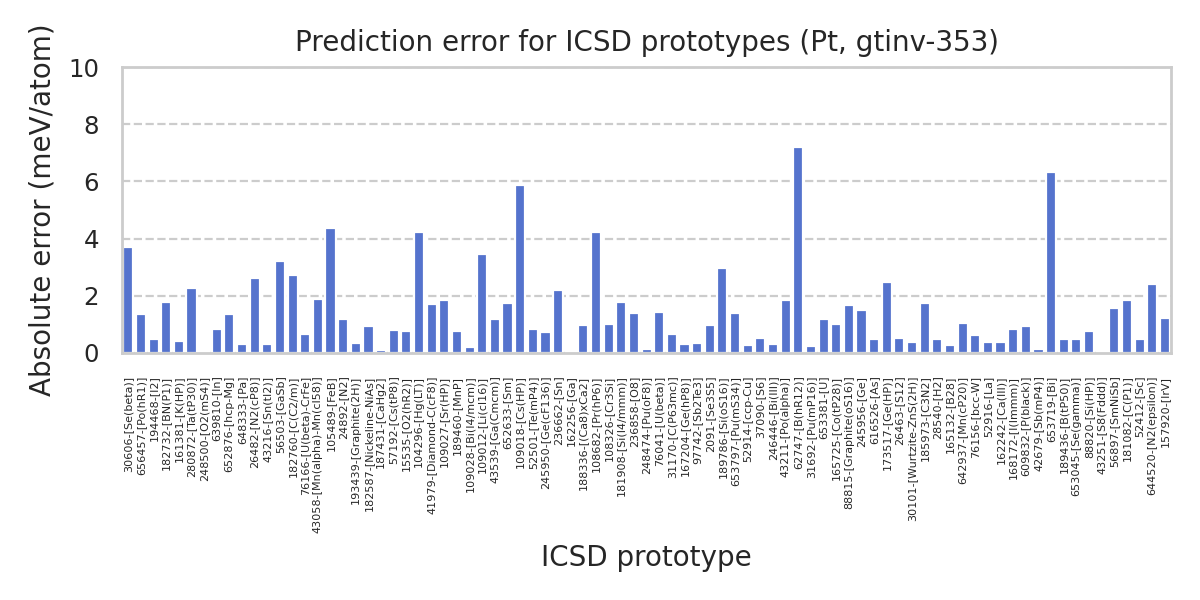 Prediction error for ICSD prototypes (Pt, gtinv-353)
Absolute error (meV/atom)
10
8
6
4
2
0
30606-[Se(beta)]
656457-[Po(hR1)]
194468-[I2]
182732-[BN(P1)]
16138‌1-[K(HP)]
280872-[Ta(tP30)]
248500-[O2(mS4)]
639810-[In]
652876-[hcp-Mg]
648333-[Pa]
26482-[N2(cP8)]
43216-[Sn(tI2)]
5603-[GaSb]
182760-[C(C2/m)]
76166-[U(beta)-CrFe]
43058-[Mn(alpha)-Mn(cI58)]
105489-[FeB]
24892-[N2]
193439-[Graphite(2H)]
182587-[Nickeline-NiAs]
187431-[CaHg2]
57192-[Cs(tP8)]
15535-[O2(hR2)]
104296-[Hg(LT)]
41979-[Diamond-C(cF8)]
109027-[Sr(HP)]
189460-[MnP]
109028-[Bi(I4/mcm)]
109012-[Li(cI16)]
43539-[Ga(Cmcm)]
652633-[Sm]
52501-[Te(mP4)]
245950-[Ge(cF136)]
23662-[Sn]
162256-[Ga]
188336-[(Ca8)xCa2]
108682-[Pr(hP6)]
108326-[Cr3Si]
181908-[Si(I4/mmm)]
236858-[O8]
248474-[Pu(oF8)]
76041-[U(beta)]
31170-[C(P63mc)]
167204-[Ge(hP8)]
97742-[Sb2Te3]
2091-[Se3S5]
189786-[Si(oS16)]
653797-[Pu(mS34)]
52914-[ccp-Cu]
37090-[S6]
246446-[Bi(III)]
43211-[Po(alpha)]
62747-[B(hR12)]
31692-[Pu(mP16)]
653381-[U]
165725-[Co(tP28)]
88815-[Graphite(oS16)]
245956-[Ge]
616526-[As]
173517-[Ge(HP)]
26463-[S12]
30101-[Wurtzite-ZnS(2H)]
185973-[C3N2]
28540-[H2]
165132-[B28]
642937-[Mn(cP20)]
76156-[bcc-W]
52916-[La]
162242-[Ca(III)]
168172-[I(Immm)]
609832-[P(black)]
42679-[Sb(mP4)]
653719-[Bi]
189436-[B(tP50)]
653045-[Se(gamma)]
88820-[Si(HP)]
43251-[S8(Fddd)]
56897-[SmNiSb]
181082-[C(P1)]
52412-[Sc]
644520-[N2(epsilon)]
157920-[IrV]
ICSD prototype